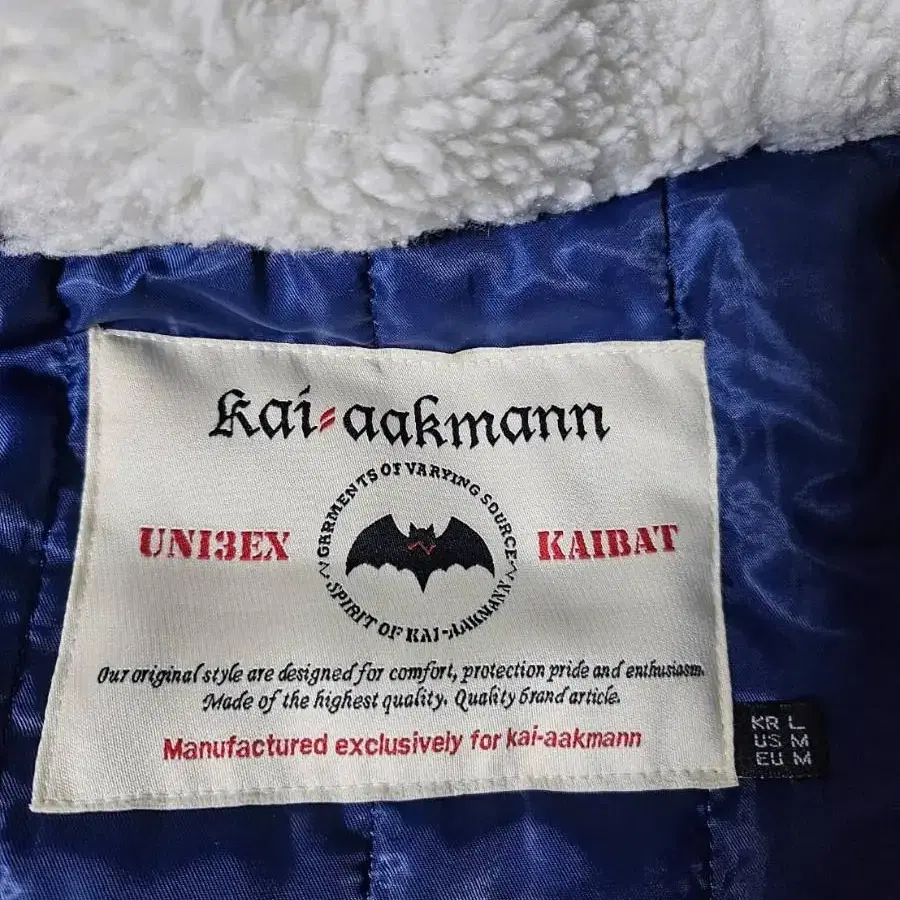 kai-aakmann
GARMENTS OF VARYING SOURCE
UNI3EX
KAIBAT
SPIRIT OF KAI-AAKMANN
Our original style are designed for comfort, protection pride and enthusiasm.
Made of the highest quality. Quality brand article.
Manufactured exclusively for kai-aakmann
KR L
US M
EU M